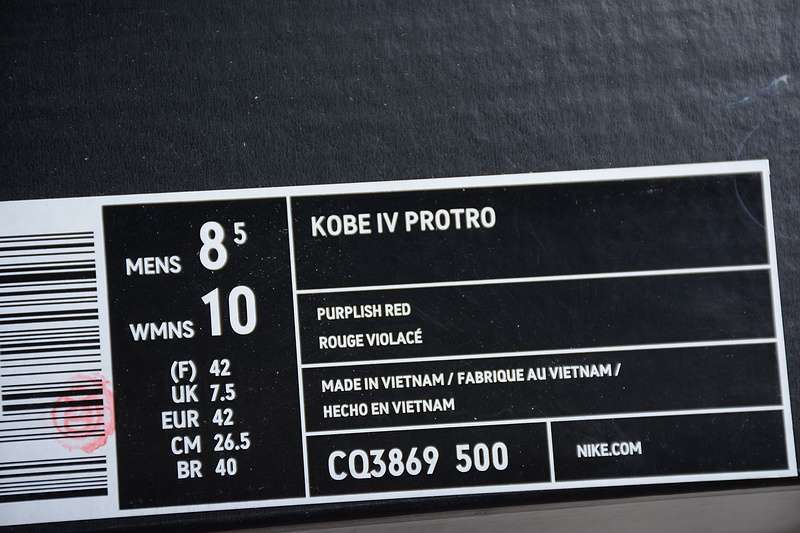 MENS 8 5
WMNS 10
(F) 42
UK 7.5
EUR 42
CM 26.5
BR 40
KOBE IV PROTRO
PURPLISH RED
ROUGE VIOLACÉ
MADE IN VIETNAM / FABRIQUE AU VIETNAM /
HECHO EN VIETNAM
CQ3869 500
NIKE.COM